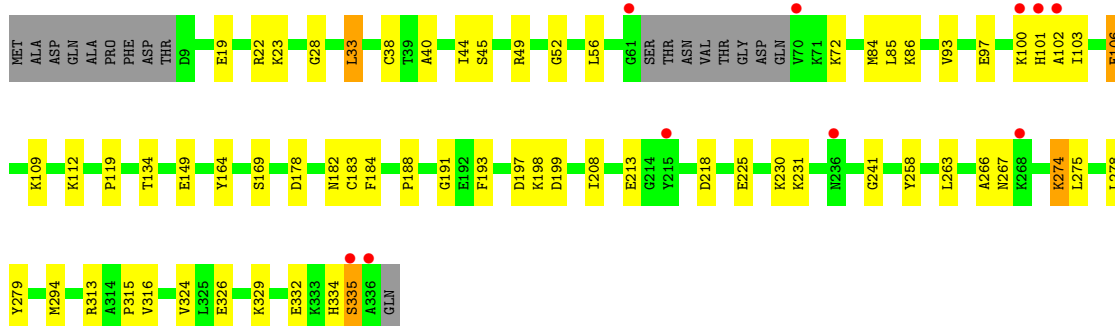 MET ALA ASP GLN ALA PRO PHE ASP THR D9 E19 R22 K23 G28 L33 C38 T39 A40 I44 S45 R49 G52 L56 G61 SER THR ASN VAL THR GLY ASP GLN V70 K71 K72 M84 L85 K86 V93 E97 K100 H101 A102 I103
K109 K112 P119 T134 E149 Y164 S169 D178 N182 C183 F184 P188 G191 E192 F193 D197 K198 D199 I208 E213 G214 Y215 D218 E225 K230 K231 N236 G241 Y258 L263 A266 N267 K268 K274 L275
Y279 M294 R313 A314 P315 V316 V324 L325 E326 K329 E332 K333 H334 S335 A336 GLN